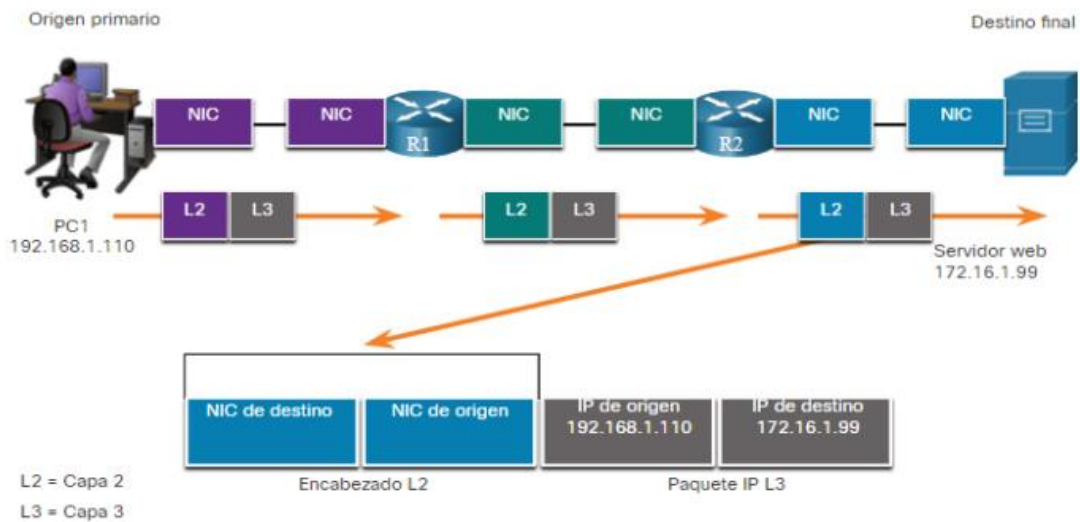 Origen primario
Destino final
NIC
NIC
R1
NIC
NIC
R2
NIC
NIC
L2
L3
L2
L3
L2
L3
PC1
192.168.1.110
Servidor web
172.16.1.99
NIC de destino
NIC de origen
IP de origen
192.168.1.110
IP de destino
172.16.1.99
L2 = Capa 2
Encabezado L2
Paquete IP L3
L3 = Capa 3